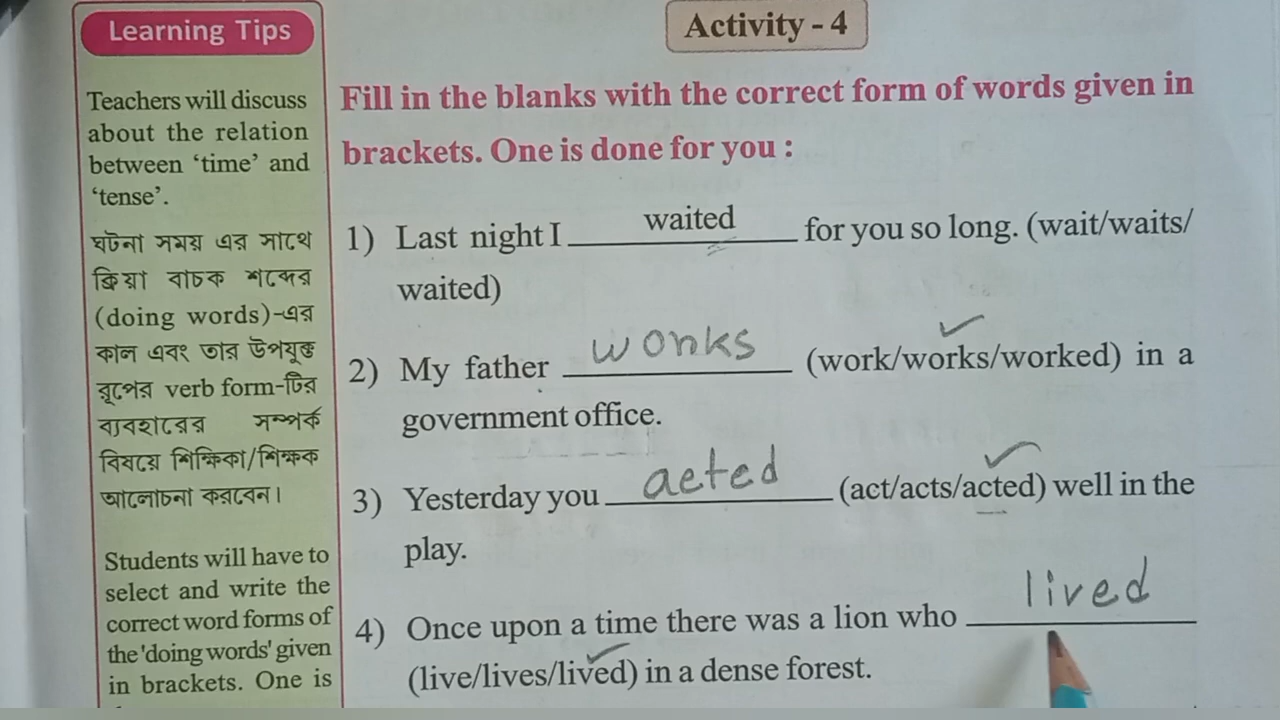 Learning Tips
Teachers will discuss
about the relation
between ‘time’ and
‘tense’.
ঘটনা সময় এর সাথে
ক্রিয়া বাচক শব্দের
(doing words)-এর
কাল এবং তার উপযুক্ত
রূপের verb form-টির
ব্যবহারের সম্পর্ক
বিষয়ে শিক্ষিকা/শিক্ষক
আলোচনা করবেন।
Students will have to
select and write the
correct word forms of
the 'doing words' given
in brackets. One is
Activity - 4
Fill in the blanks with the correct form of words given in
brackets. One is done for you :
1) Last night I waited for you so long. (wait/waits/
waited)
2) My father works (work/works/worked) in a
government office.
3) Yesterday you acted (act/acts/acted) well in the
play.
4) Once upon a time there was a lion who lived
(live/lives/lived) in a dense forest.